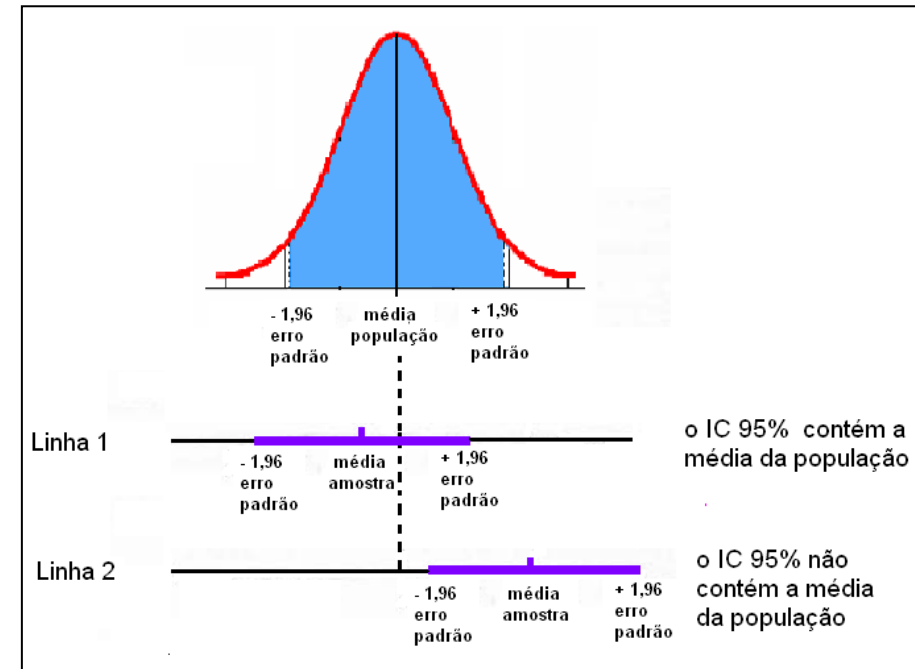 - 1,96
erro
padrão
média
população
+ 1,96
erro
padrão
Linha 1
- 1,96
erro
padrão
média
amostra
+ 1,96
erro
padrão
o IC 95% contém a
média da população
Linha 2
- 1,96
erro
padrão
média
amostra
+ 1,96
erro
padrão
o IC 95% não
contém a média
da população